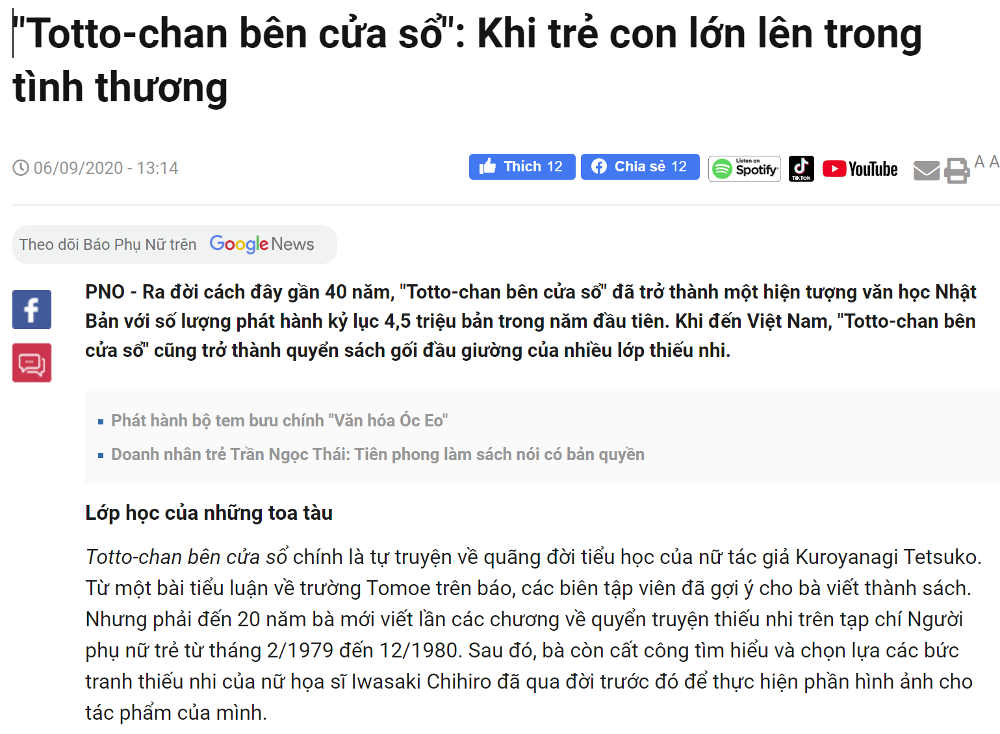 "Totto-chan bên cửa sổ": Khi trẻ con lớn lên trong
tình thương
06/09/2020 - 13:14
Thích 12
Chia sẻ 12
Listen on
Spotify
TikTok
YouTube
A A
Theo dõi Báo Phụ Nữ trên Google News
PNO - Ra đời cách đây gần 40 năm, "Totto-chan bên cửa sổ" đã trở thành một hiện tượng văn học Nhật
Bản với số lượng phát hành kỷ lục 4,5 triệu bản trong năm đầu tiên. Khi đến Việt Nam, "Totto-chan bên
cửa sổ" cũng trở thành quyển sách gối đầu giường của nhiều lớp thiếu nhi.
Phát hành bộ tem bưu chính "Văn hóa Óc Eo"
Doanh nhân trẻ Trần Ngọc Thái: Tiên phong làm sách nói có bản quyền
Lớp học của những toa tàu
Totto-chan bên cửa sổ chính là tự truyện về quãng đời tiểu học của nữ tác giả Kuroyanagi Tetsuko.
Từ một bài tiểu luận về trường Tomoe trên báo, các biên tập viên đã gợi ý cho bà viết thành sách.
Nhưng phải đến 20 năm bà mới viết lần các chương về quyển truyện thiếu nhi trên tạp chí Người
phụ nữ trẻ từ tháng 2/1979 đến 12/1980. Sau đó, bà còn cất công tìm hiểu và chọn lựa các bức
tranh thiếu nhi của nữ họa sĩ Iwasaki Chihiro đã qua đời trước đó để thực hiện phần hình ảnh cho
tác phẩm của mình.